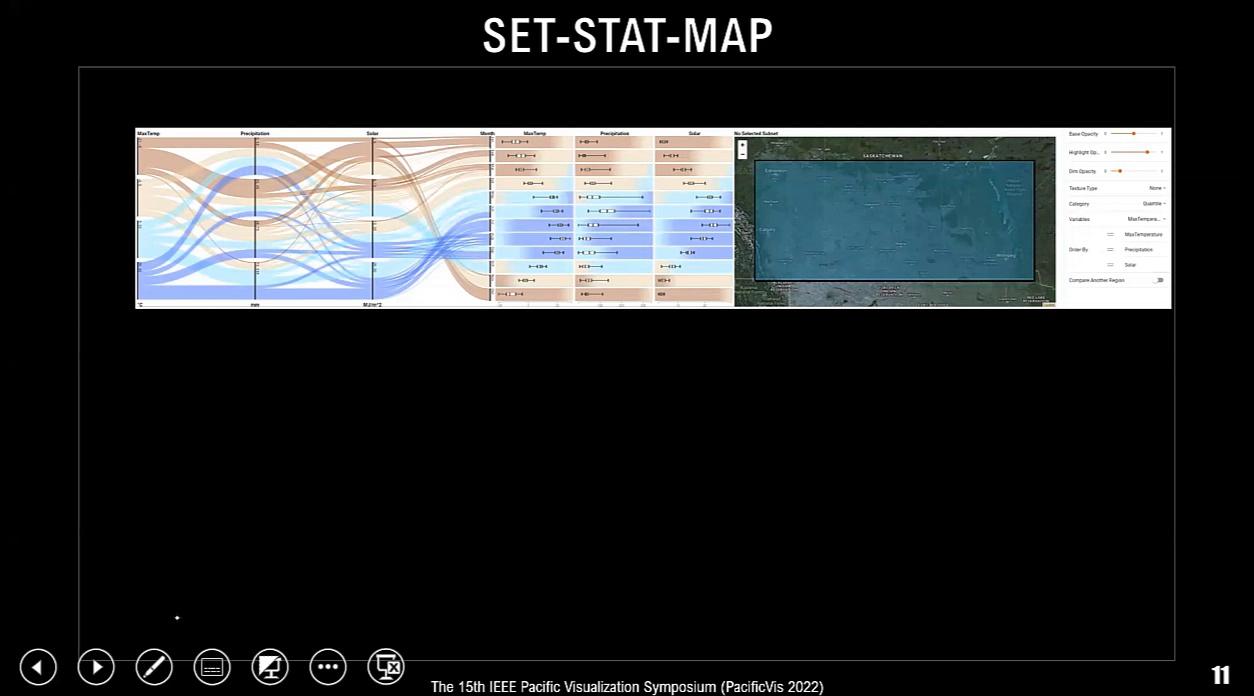 SET-STAT-MAP
MaxTemp Precipitation Solar Month MaxTemp Precipitation Solar No Selected Subset
SASKATCHEWAN
°C mm MJ/m^2
Ease Opacity
Highlight Op...
Dim Opacity
Texture Type None
Category Quantile
Variables MaxTempera...
MaxTemperature
Order By Precipitation
Solar
Compare Another Region
The 15th IEEE Pacific Visualization Symposium (PacificVis 2022)
11